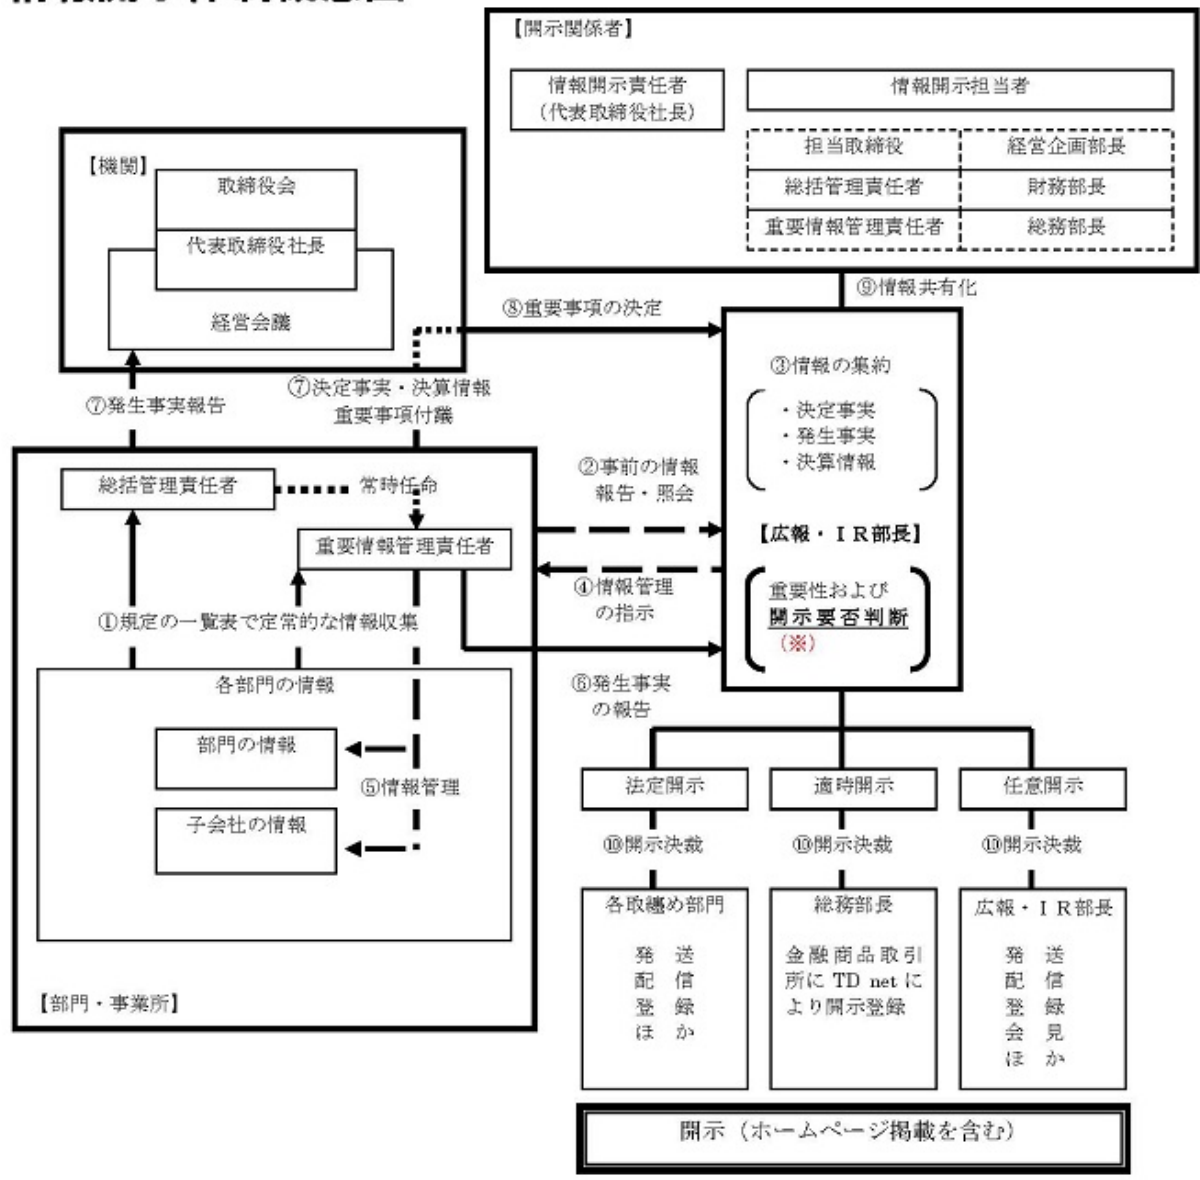 【開示関係者】
情報開示責任者
(代表取締役社長)
情報開示担当者
担当取締役
経営企画部長
総括管理責任者
財務部長
重要情報管理責任者
総務部長
【機関】
取締役会
代表取締役社長
経営会議
⑨情報共有化
⑧重要事項の決定
⑦発生事実報告
⑦決定事実・決算情報
重要事項付議
③情報の集約
・決定事実
・発生事実
・決算情報
【広報・ＩＲ部長】
重要性および
開示要否判断
(※)
②事前の情報
報告・照会
④情報管理
の指示
⑥発生事実
の報告
総括管理責任者
常時任命
重要情報管理責任者
①規定の一覧表で定常的な情報収集
各部門の情報
部門の情報
⑤情報管理
子会社の情報
【部門・事業所】
法定開示
適時開示
任意開示
⑩開示決裁
⑩開示決裁
⑩開示決裁
各取纏め部門
発 送
配 信
登 録
ほ か
総務部長
金融商品取引
所に TD net に
より開示登録
広報・ＩＲ部長
発 送
配 信
登 録
会 見
ほ か
開示（ホームページ掲載を含む）